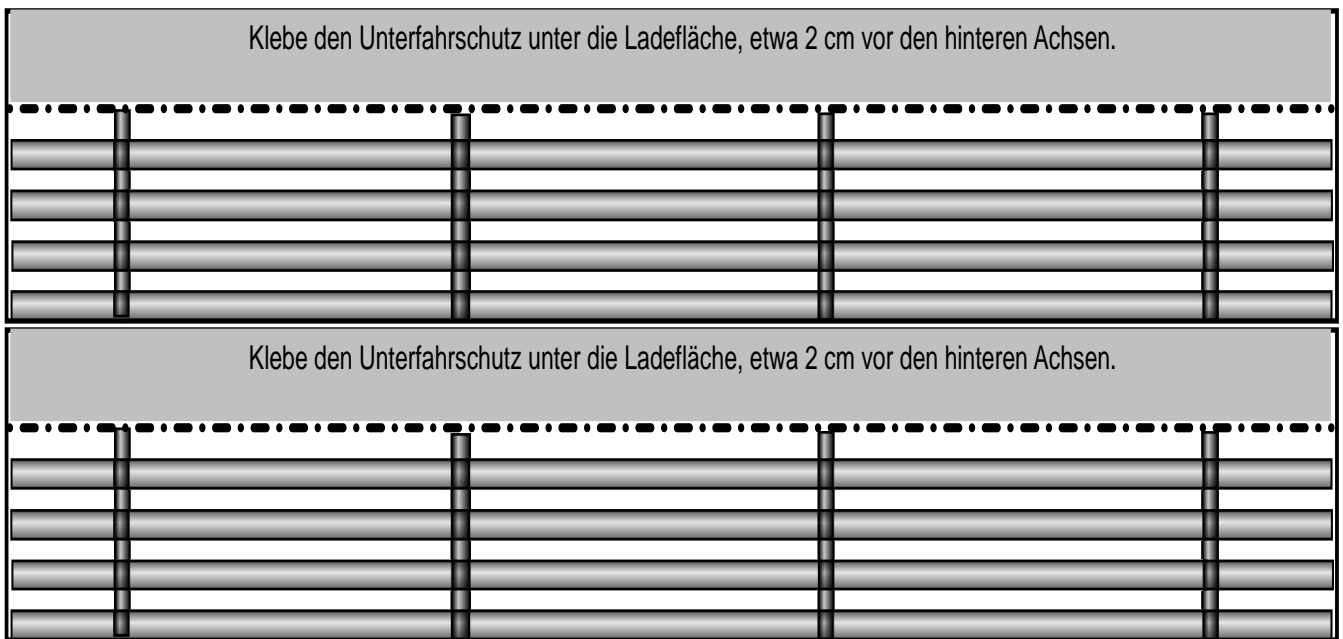 Klebe den Unterfahrschutz unter die Ladefläche, etwa 2 cm vor den hinteren Achsen.
Klebe den Unterfahrschutz unter die Ladefläche, etwa 2 cm vor den hinteren Achsen.